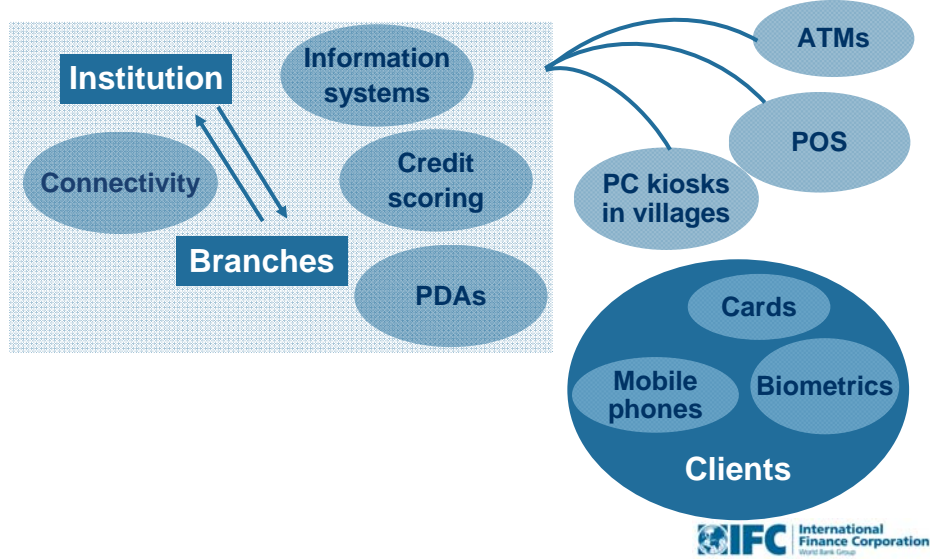 Institution
Information
systems
Connectivity
Credit
scoring
Branches
PDAs
ATMs
POS
PC kiosks
in villages
Cards
Mobile
phones
Biometrics
Clients
IFC
International
Finance Corporation
World Bank Group